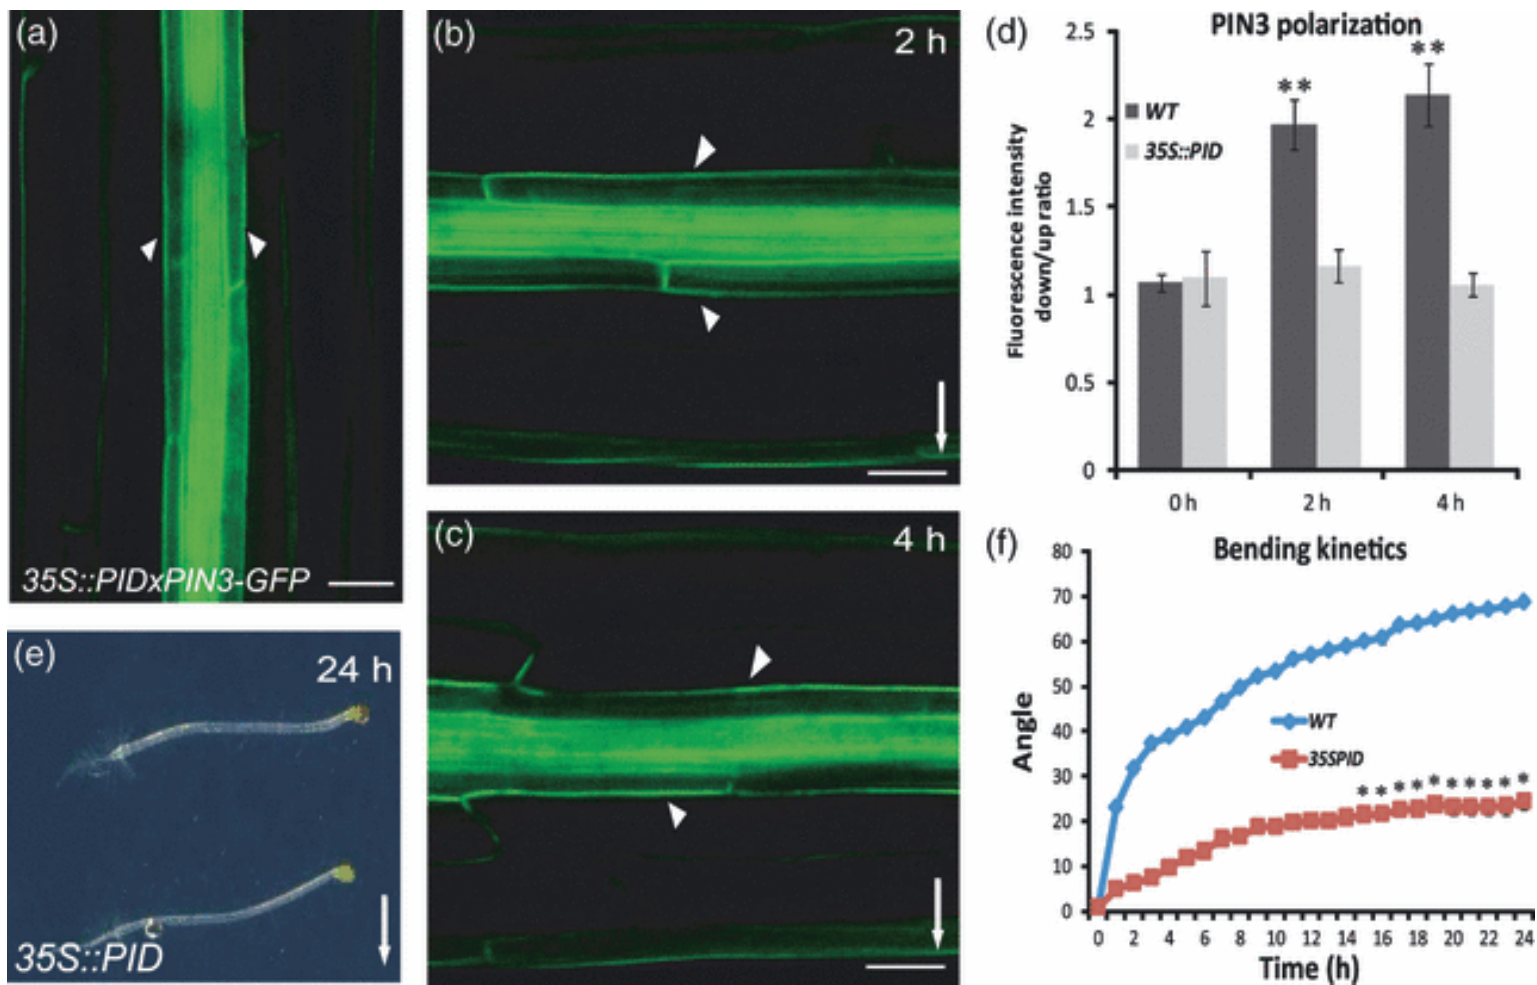 (a)
35S::PIDxPIN3-GFP
(b)
2 h
(c)
4 h
(d)
PIN3 polarization
2.5
2
1.5
1
0.5
0
**
**
WT
35S::PID
Fluorescence intensity
down/up ratio
0 h
2 h
4 h
(e)
24 h
35S::PID
(f)
Bending kinetics
80
70
60
50
40
30
20
10
0
Angle
WT
35SPID
* * * * * * * * * *
0 2 4 6 8 10 12 14 16 18 20 22 24
Time (h)